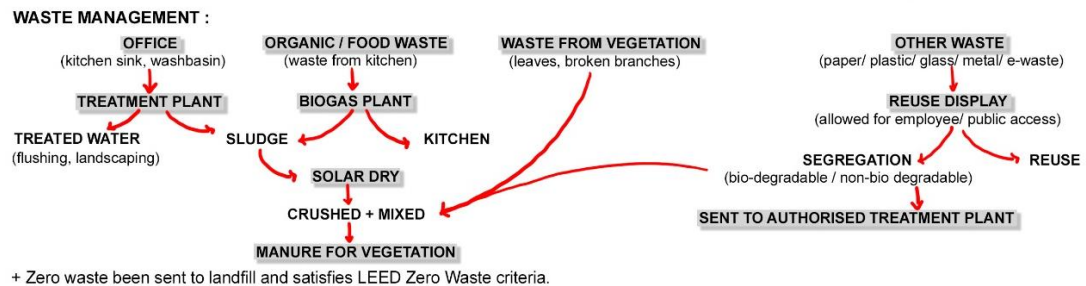 WASTE MANAGEMENT :
OFFICE
(kitchen sink, washbasin)
ORGANIC / FOOD WASTE
(waste from kitchen)
WASTE FROM VEGETATION
(leaves, broken branches)
OTHER WASTE
(paper/ plastic/ glass/ metal/ e-waste)
TREATMENT PLANT
BIOGAS PLANT
REUSE DISPLAY
(allowed for employee/ public access)
TREATED WATER
(flushing, landscaping)
SLUDGE
KITCHEN
SEGREGATION
(bio-degradable / non-bio degradable)
REUSE
SOLAR DRY
CRUSHED + MIXED
SENT TO AUTHORISED TREATMENT PLANT
MANURE FOR VEGETATION
+ Zero waste been sent to landfill and satisfies LEED Zero Waste criteria.